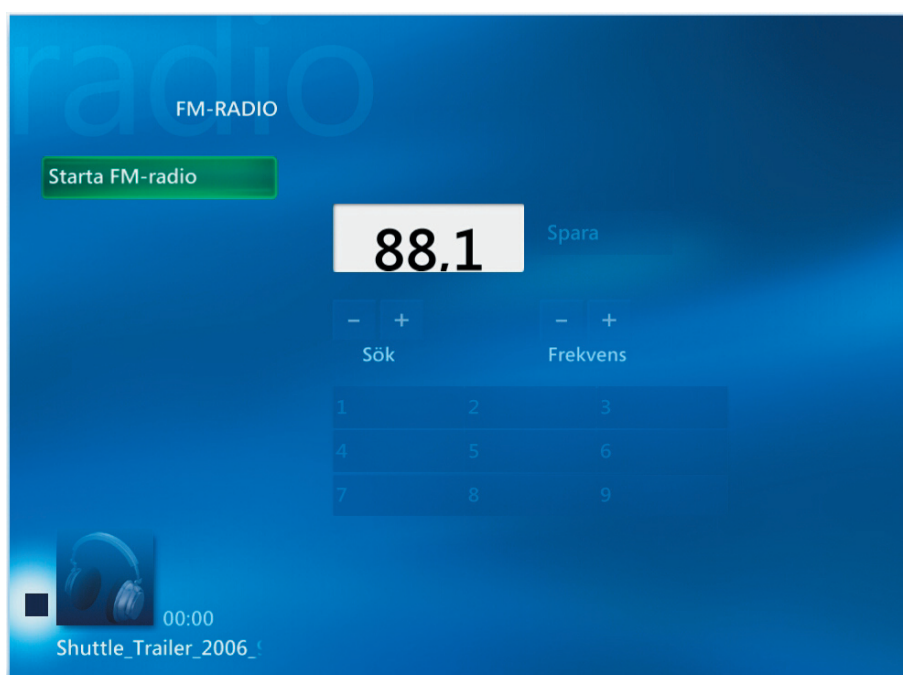 radio
FM-RADIO
Starta FM-radio
88,1 Spara
− + − +
Sök Frekvens
1 2 3
4 5 6
7 8 9
00:00
Shuttle_Trailer_2006_